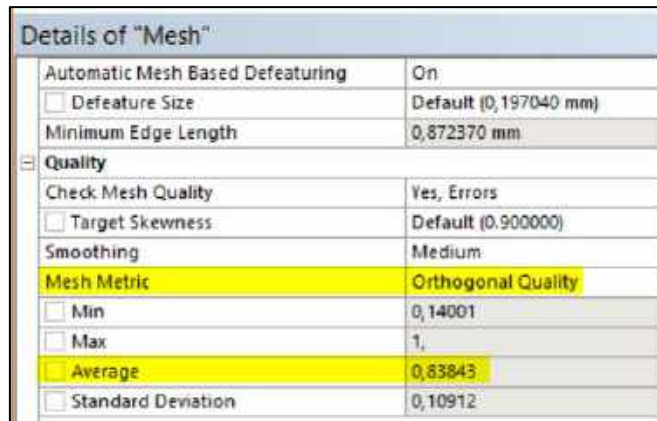 Details of "Mesh"
Automatic Mesh Based Defeaturing On
Defeature Size Default (0,197040 mm)
Minimum Edge Length 0,872370 mm
Quality
Check Mesh Quality Yes, Errors
Target Skewness Default (0.900000)
Smoothing Medium
Mesh Metric Orthogonal Quality
Min 0,14001
Max 1,
Average 0,83843
Standard Deviation 0,10912